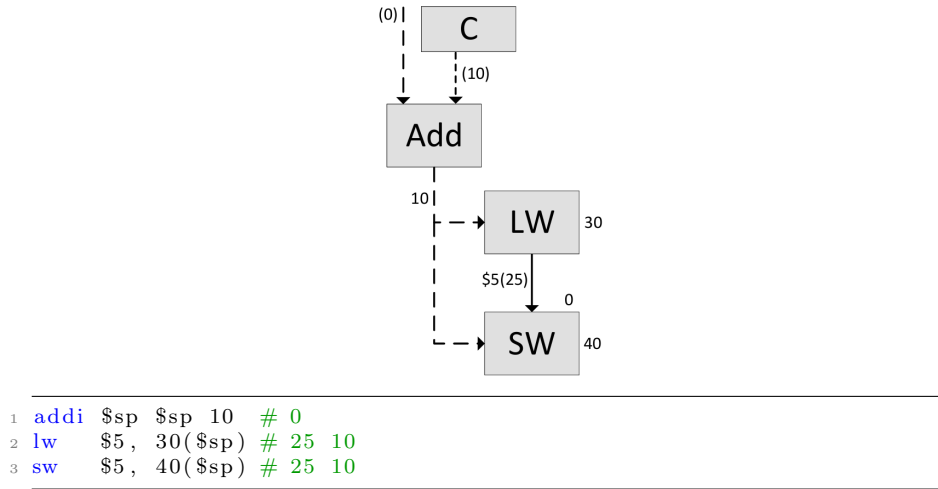 (0)
C
(10)
Add
10
LW
30
$5(25)
0
SW
40
1 addi $sp $sp 10 # 0
2 lw $5, 30($sp) # 25 10
3 sw $5, 40($sp) # 25 10